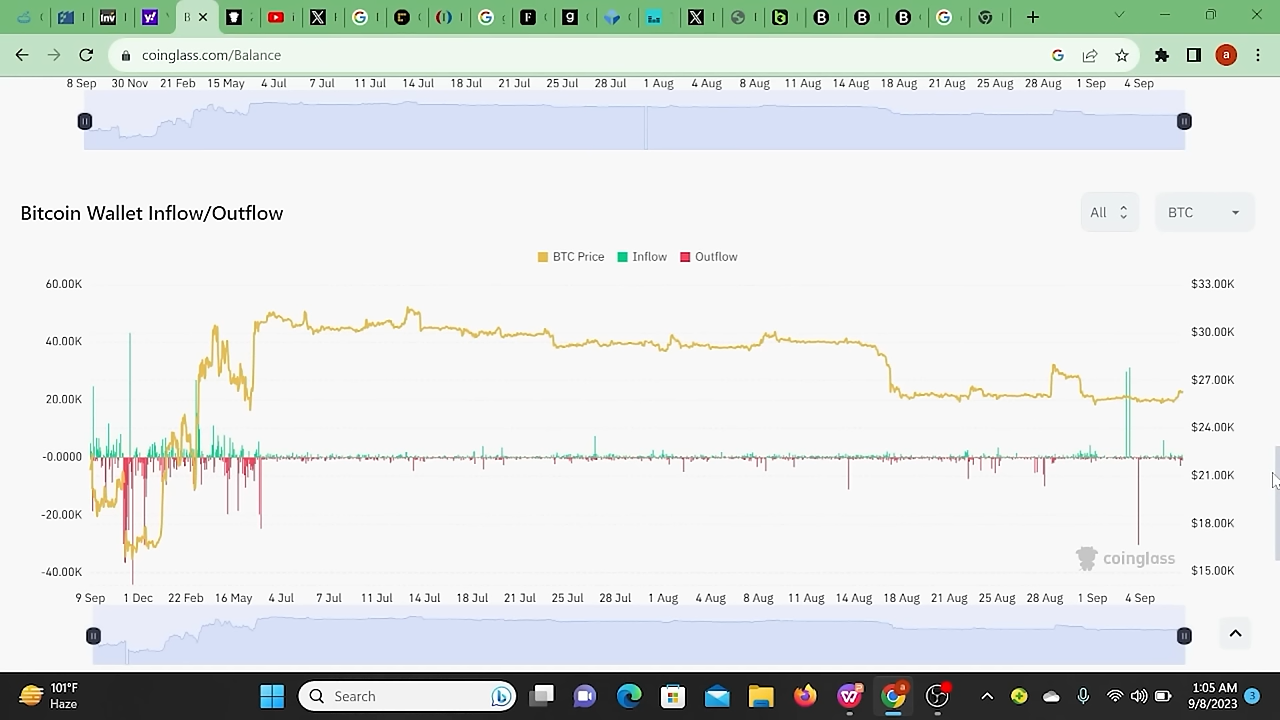 coinglass.com/Balance
a
8 Sep 30 Nov 21 Feb 15 May 4 Jul 7 Jul 11 Jul 14 Jul 18 Jul 21 Jul 25 Jul 28 Jul 1 Aug 4 Aug 8 Aug 11 Aug 14 Aug 18 Aug 21 Aug 25 Aug 28 Aug 1 Sep 4 Sep
Bitcoin Wallet Inflow/Outflow
All BTC
BTC Price Inflow Outflow
60.00K $33.00K
40.00K $30.00K
20.00K $27.00K
$24.00K
-0.0000
$21.00K
-20.00K $18.00K
coinglass
-40.00K $15.00K
9 Sep 1 Dec 22 Feb 16 May 4 Jul 7 Jul 11 Jul 14 Jul 18 Jul 21 Jul 25 Jul 28 Jul 1 Aug 4 Aug 8 Aug 11 Aug 14 Aug 18 Aug 21 Aug 25 Aug 28 Aug 1 Sep 4 Sep
101°F
Haze
Search
1:05 AM
9/8/2023
3